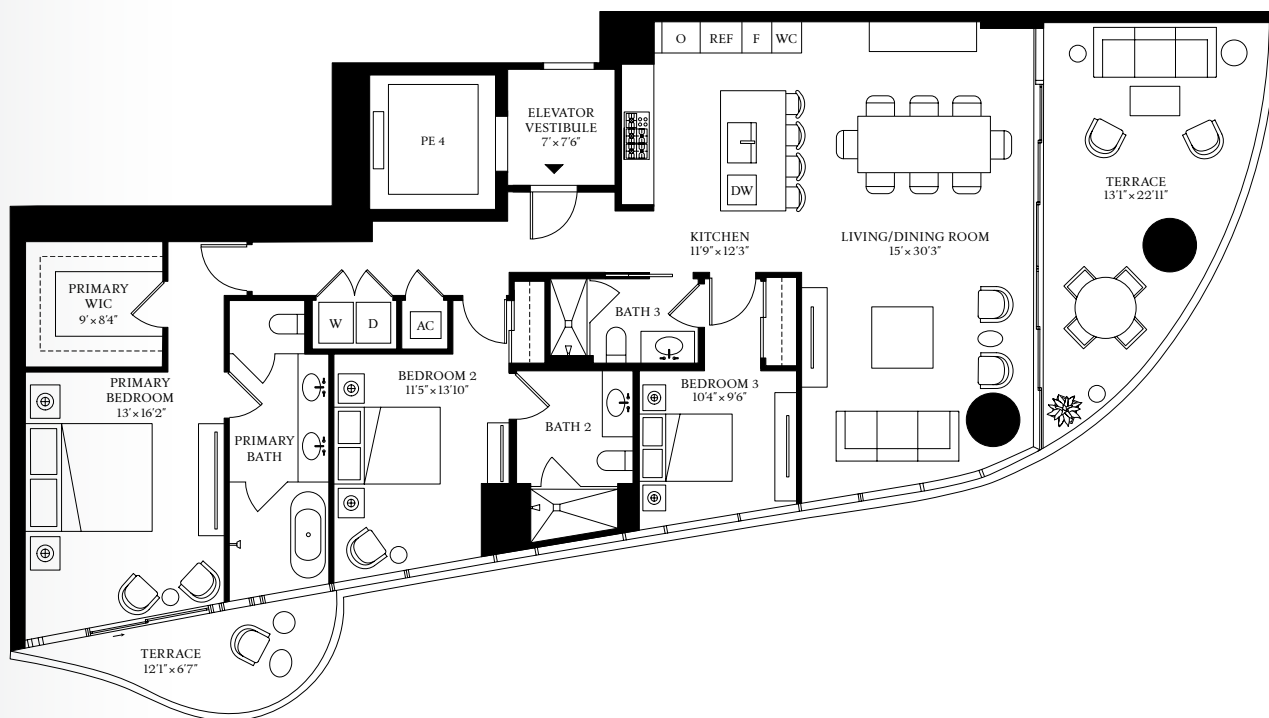 O REF F WC
ELEVATOR
VESTIBULE
7' × 7'6"
PE 4
DW
TERRACE
13'1" × 22'11"
KITCHEN
11'9" × 12'3"
LIVING/DINING ROOM
15' × 30'3"
PRIMARY
WIC
9' × 8'4"
W D AC
BATH 3
PRIMARY
BEDROOM
13' × 16'2"
BEDROOM 2
11'5" × 13'10"
BEDROOM 3
10'4" × 9'6"
PRIMARY
BATH
BATH 2
TERRACE
12'1" × 6'7"